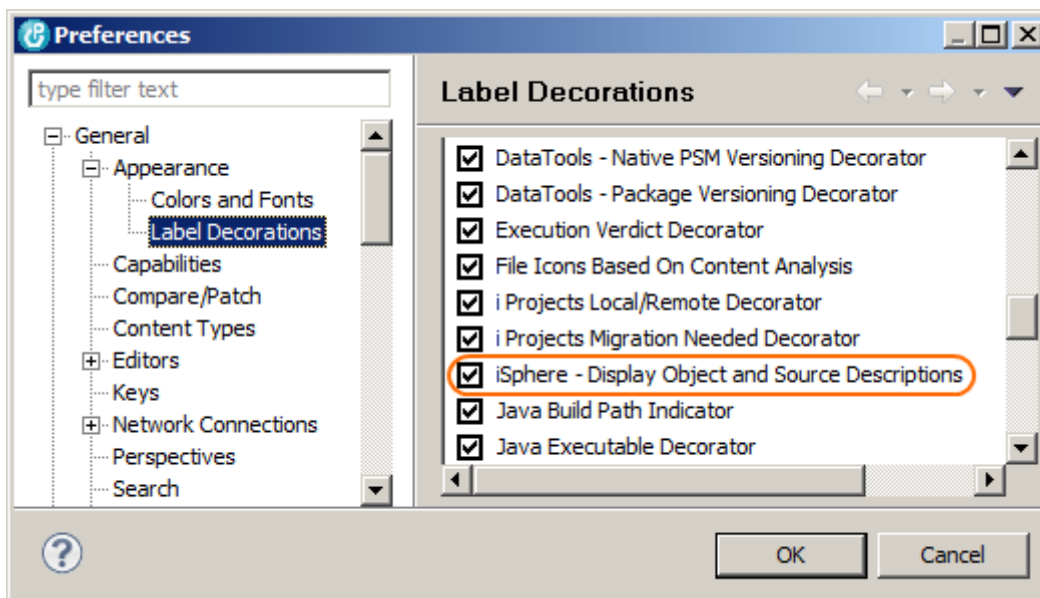 Preferences
type filter text
General
Appearance
Colors and Fonts
Label Decorations
Capabilities
Compare/Patch
Content Types
Editors
Keys
Network Connections
Perspectives
Search
Label Decorations
DataTools - Native PSM Versioning Decorator
DataTools - Package Versioning Decorator
Execution Verdict Decorator
File Icons Based On Content Analysis
i Projects Local/Remote Decorator
i Projects Migration Needed Decorator
iSphere - Display Object and Source Descriptions
Java Build Path Indicator
Java Executable Decorator
?
OK
Cancel